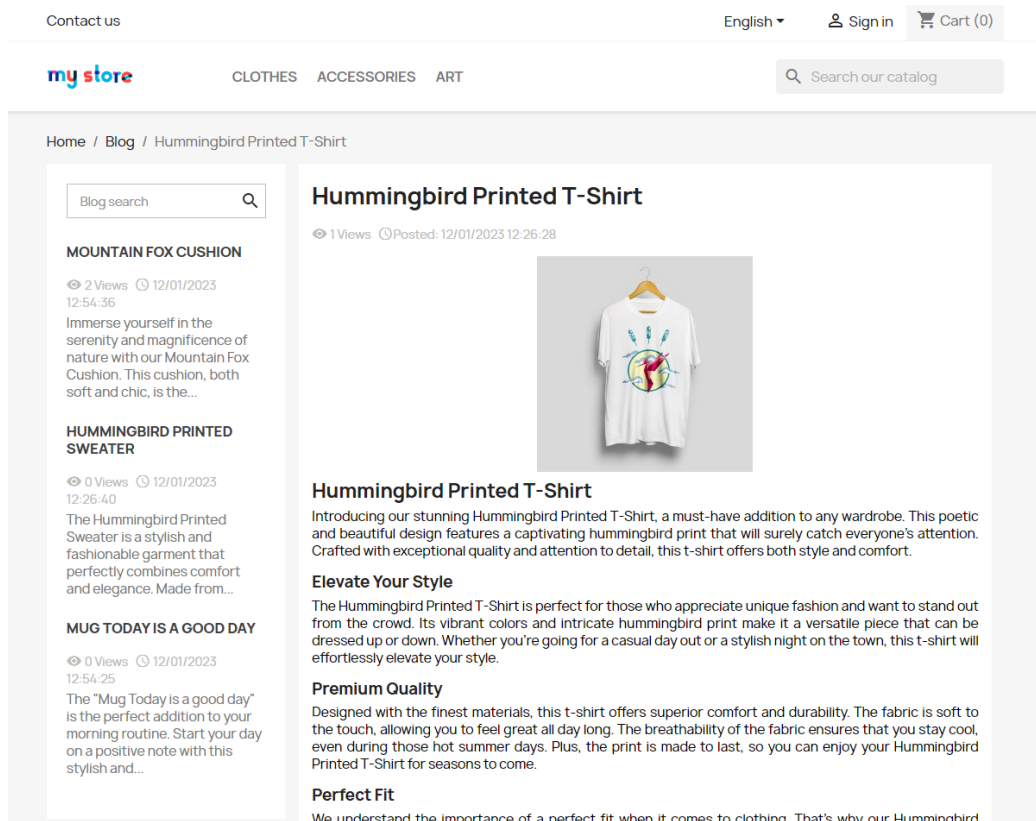 Contact us
English
Sign in
Cart (0)
my store
CLOTHES
ACCESSORIES
ART
Search our catalog
Home / Blog / Hummingbird Printed T-Shirt
Blog search
MOUNTAIN FOX CUSHION
2 Views 12/01/2023
12:54:36
Immerse yourself in the
serenity and magnificence of
nature with our Mountain Fox
Cushion. This cushion, both
soft and chic, is the...
HUMMINGBIRD PRINTED
SWEATER
0 Views 12/01/2023
12:26:40
The Hummingbird Printed
Sweater is a stylish and
fashionable garment that
perfectly combines comfort
and elegance. Made from...
MUG TODAY IS A GOOD DAY
0 Views 12/01/2023
12:54:25
The "Mug Today is a good day"
is the perfect addition to your
morning routine. Start your day
on a positive note with this
stylish and...
Hummingbird Printed T-Shirt
1 Views Posted: 12/01/2023 12:26:28
Hummingbird Printed T-Shirt
Introducing our stunning Hummingbird Printed T-Shirt, a must-have addition to any wardrobe. This poetic
and beautiful design features a captivating hummingbird print that will surely catch everyone's attention.
Crafted with exceptional quality and attention to detail, this t-shirt offers both style and comfort.
Elevate Your Style
The Hummingbird Printed T-Shirt is perfect for those who appreciate unique fashion and want to stand out
from the crowd. Its vibrant colors and intricate hummingbird print make it a versatile piece that can be
dressed up or down. Whether you're going for a casual day out or a stylish night on the town, this t-shirt will
effortlessly elevate your style.
Premium Quality
Designed with the finest materials, this t-shirt offers superior comfort and durability. The fabric is soft to
the touch, allowing you to feel great all day long. The breathability of the fabric ensures that you stay cool,
even during those hot summer days. Plus, the print is made to last, so you can enjoy your Hummingbird
Printed T-Shirt for seasons to come.
Perfect Fit
We understand the importance of a perfect fit when it comes to clothing. That's why our Hummingbird